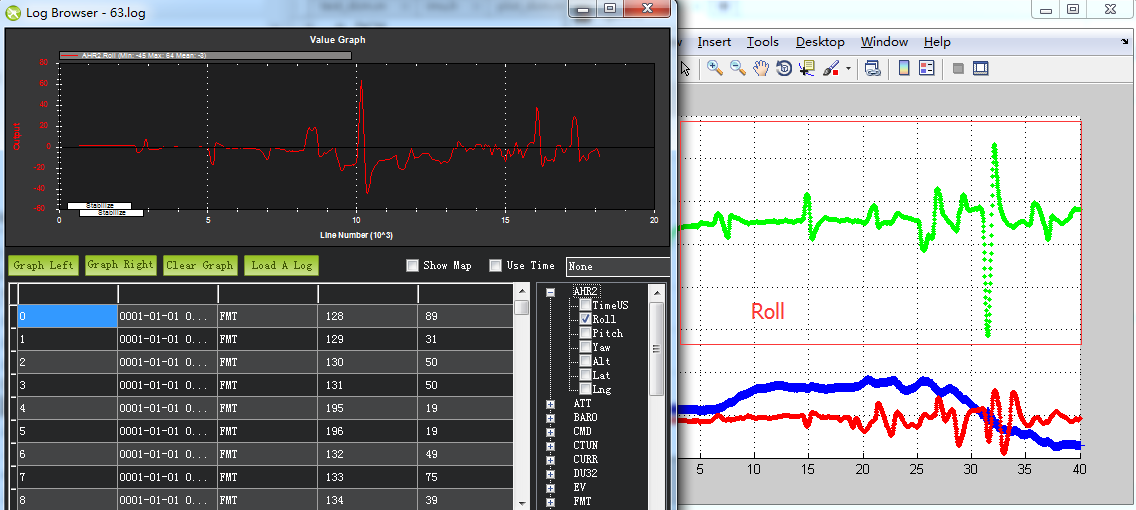 Log Browser - 63.log
Value Graph
AHR2.Roll (Min: -45 Max: 64 Mean: -3)
80
60
40
20
0
-20
-40
-60
Output
Stabilize
Stabilize
0 5 10 15 20
Line Number (10^3)
Graph Left Graph Right Clear Graph Load A Log Show Map Use Time None
0 0001-01-01 0... FMT 128 89
1 0001-01-01 0... FMT 129 31
2 0001-01-01 0... FMT 130 50
3 0001-01-01 0... FMT 131 50
4 0001-01-01 0... FMT 195 19
5 0001-01-01 0... FMT 196 19
6 0001-01-01 0... FMT 132 49
7 0001-01-01 0... FMT 133 75
8 0001-01-01 0... FMT 134 39
AHR2
TimeUS
Roll
Pitch
Yaw
Alt
Lat
Lng
ATT
BARO
CMD
CTUN
CURR
DU32
EV
FMT
Insert Tools Desktop Window Help
Roll
5 10 15 20 25 30 35 40